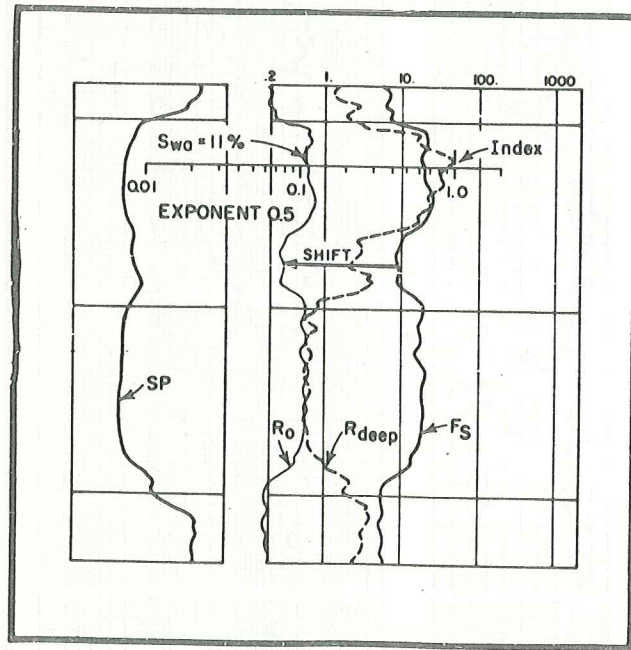 .2 1. 10. 100. 1000
Swa = 11 %
Index
0.01 0.1 1.0
EXPONENT 0.5
SHIFT
SP
Ro Rdeep FS